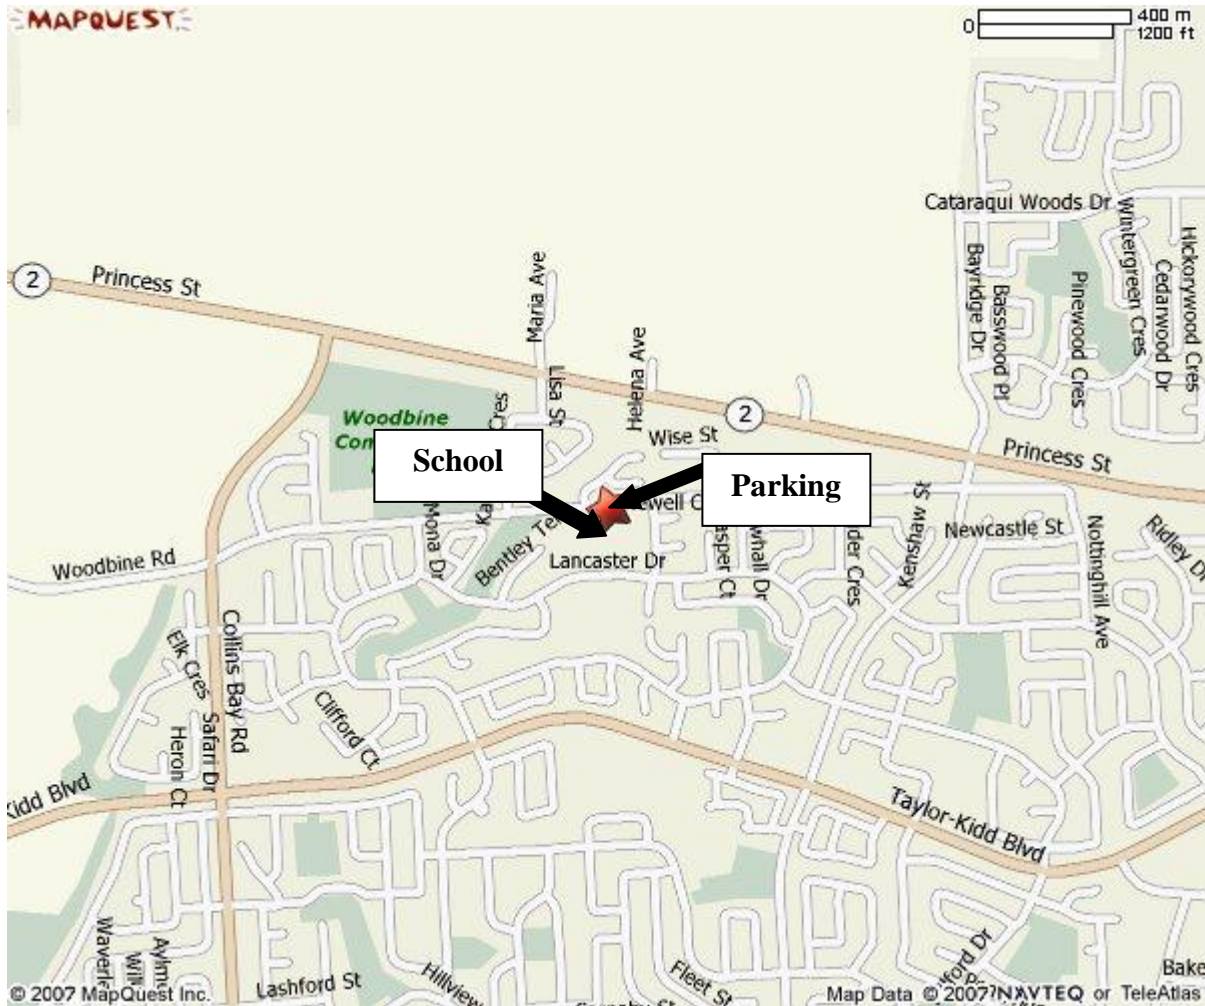 MAPQUEST
0
400 m
1200 ft
Cataraqui Woods Dr
Wintergreen Cres
Hickorywood Cres
Cedarwood Dr
Pinewood Cres
Basswood Pl
Bayridge Dr
2
Princess St
Maria Ave
Lisa St
Helena Ave
2
Princess St
Woodbine
Cres
Wise St
School
Parking
Mona Dr
Bentley
Lancaster Dr
Kenshaw St
Newcastle St
Nottinghill Ave
Ridley Dr
Woodbine Rd
Elk Cres
Collins Bay Rd
Safari Dr
Heron Ct
Clifford Ct
Cres
Kidd Blvd
Taylor-Kidd Blvd
Lashford St
Fleet St
© 2007 MapQuest Inc.
Map Data © 2007 NAVTEQ or TeleAtlas